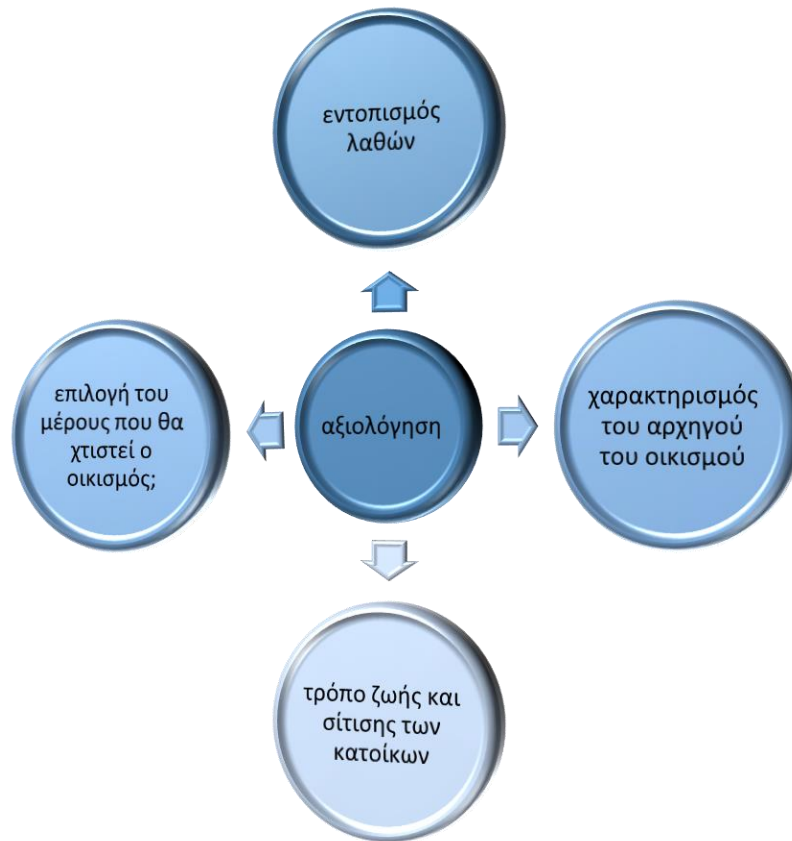 εντοπισμός
λαθών
επιλογή του
μέρους που θα
χτιστεί ο
οικισμός;
αξιολόγηση
χαρακτηρισμός
του αρχηγού
του οικισμού
τρόπο ζωής και
σίτισης των
κατοίκων